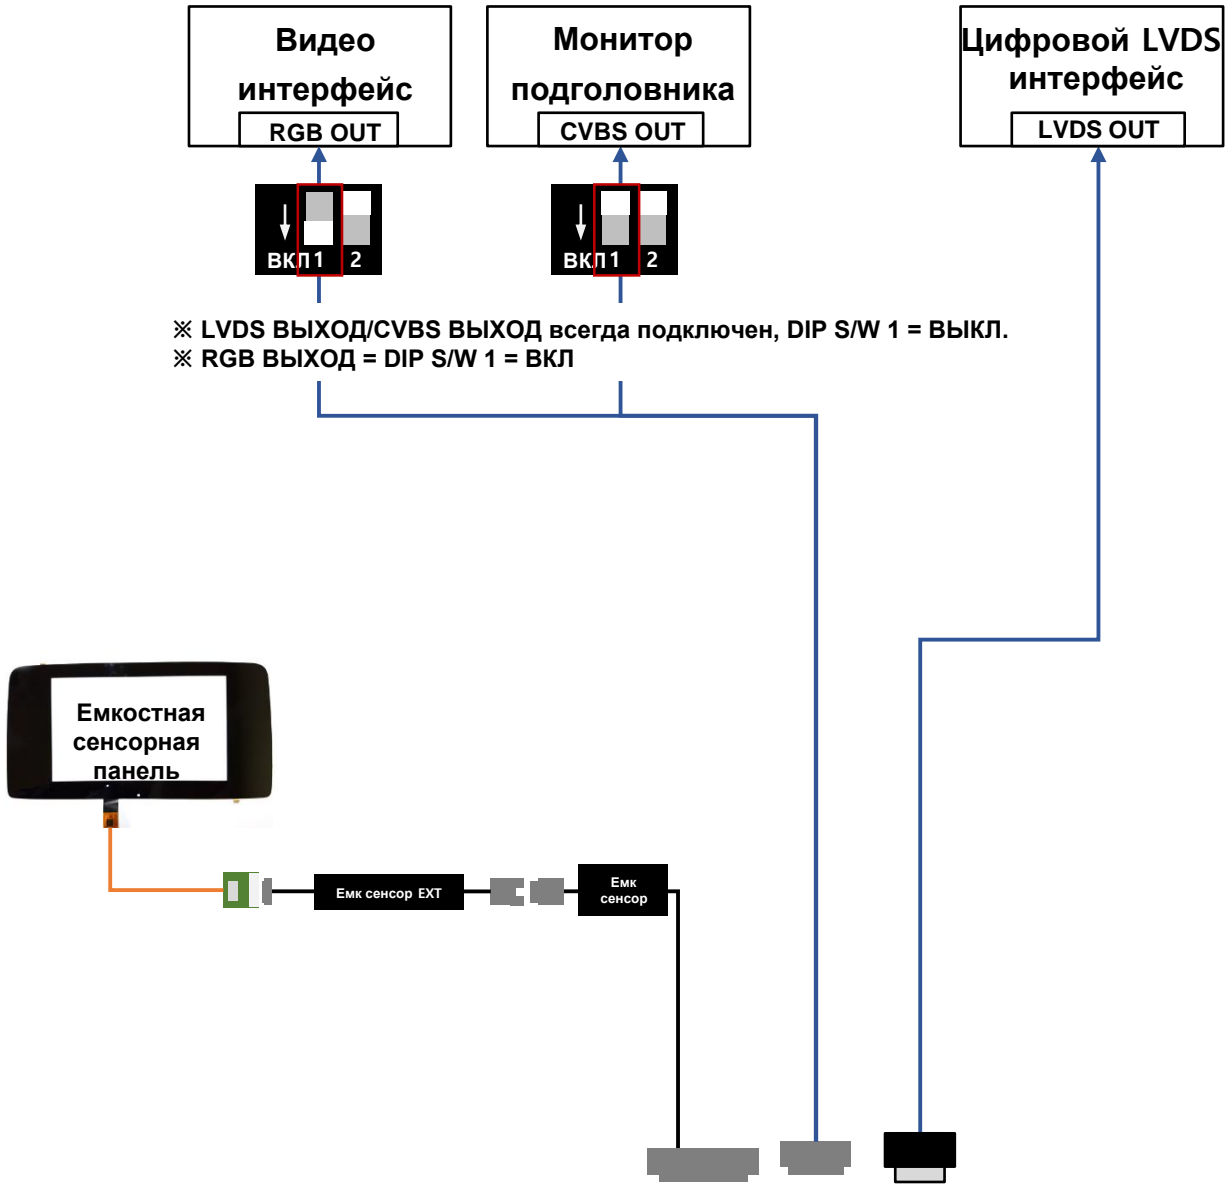 Видео
интерфейс
RGB OUT
Монитор
подголовника
CVBS OUT
Цифровой LVDS
интерфейс
LVDS OUT
ВКЛ 1 2
ВКЛ 1 2
※ LVDS ВЫХОД/CVBS ВЫХОД всегда подключен, DIP S/W 1 = ВЫКЛ.
※ RGB ВЫХОД = DIP S/W 1 = ВКЛ
Емкостная
сенсорная
панель
Емк сенсор EXT
Емк
сенсор